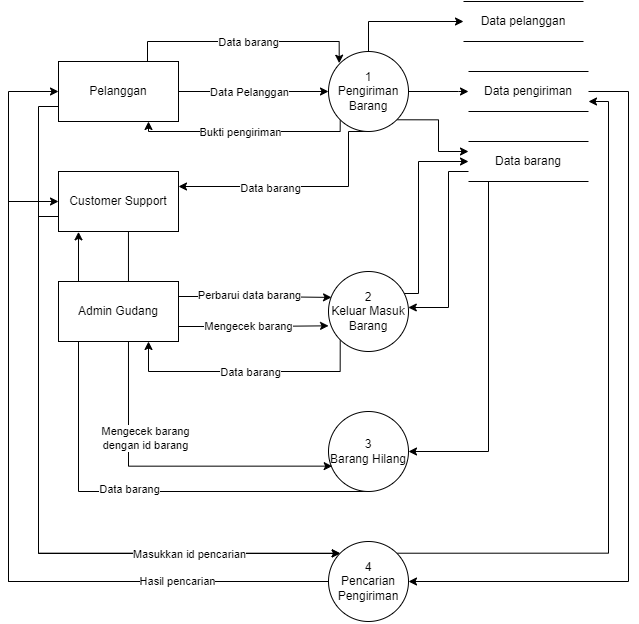 Data pelanggan
Data barang
1
Pengiriman
Barang
Pelanggan
Data Pelanggan
Data pengiriman
Bukti pengiriman
Data barang
Data barang
Customer Support
Perbarui data barang
2
Keluar Masuk
Barang
Admin Gudang
Mengecek barang
Data barang
Mengecek barang
dengan id barang
3
Barang Hilang
Data barang
Masukkan id pencarian
4
Pencarian
Pengiriman
Hasil pencarian